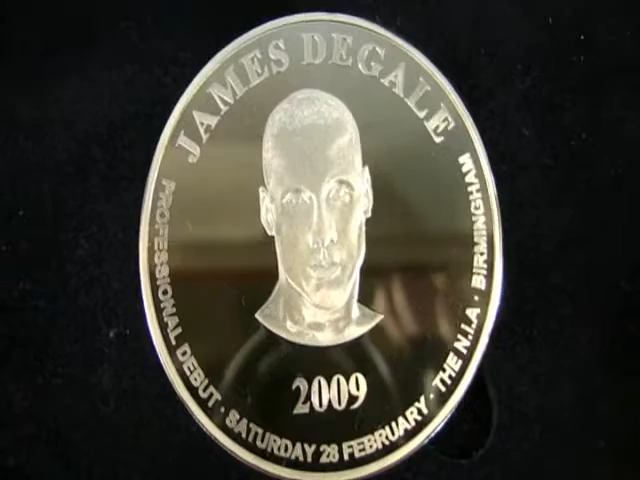 JAMES DEGALE
2009
PROFESSIONAL DEBUT · SATURDAY 28 FEBRUARY · THE N.I.A · BIRMINGHAM